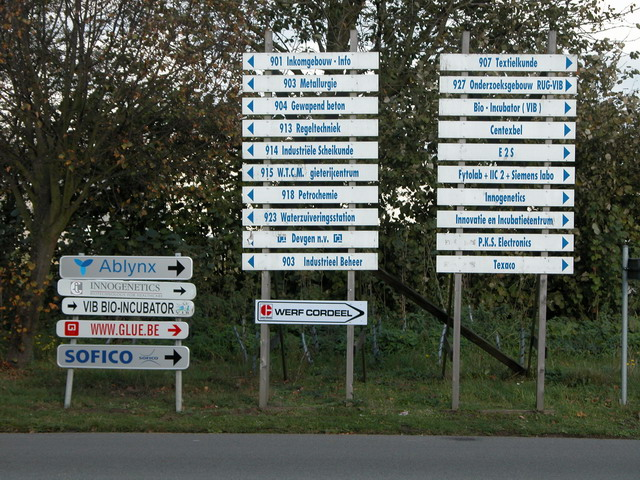 901 Inkomgebouw - Info
903 Metallurgie
904 Gewapend beton
913 Regeltechniek
914 Industriële Scheikunde
915 W.T.C.M. gieterijcentrum
918 Petrochemie
923 Waterzuiveringsstation
Devgen n.v.
903 Industrieel Beheer
WERF CORDEEL
907 Textielkunde
927 Onderzoeksgebouw RUG-VIB
Bio - Incubator ( VIB )
Centexbel
E 2 S
Fytolab + IIC 2 + Siemens labo
Innogenetics
Innovatie en Incubatiecentrum
P.K.S. Electronics
Texaco
Ablynx
INNOGENETICS
VIB BIO-INCUBATOR
WWW.GLUE.BE
SOFICO